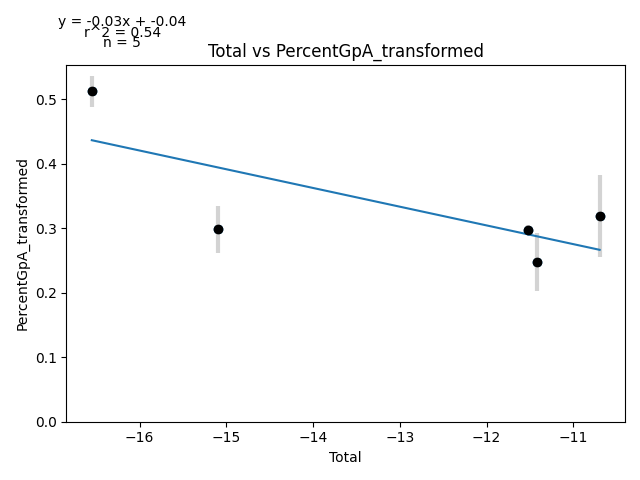 y = -0.03x + -0.04
r^2 = 0.54
n = 5
Total vs PercentGpA_transformed
PercentGpA_transformed
0.5
0.4
0.3
0.2
0.1
0.0
−16
−15
−14
−13
−12
−11
Total